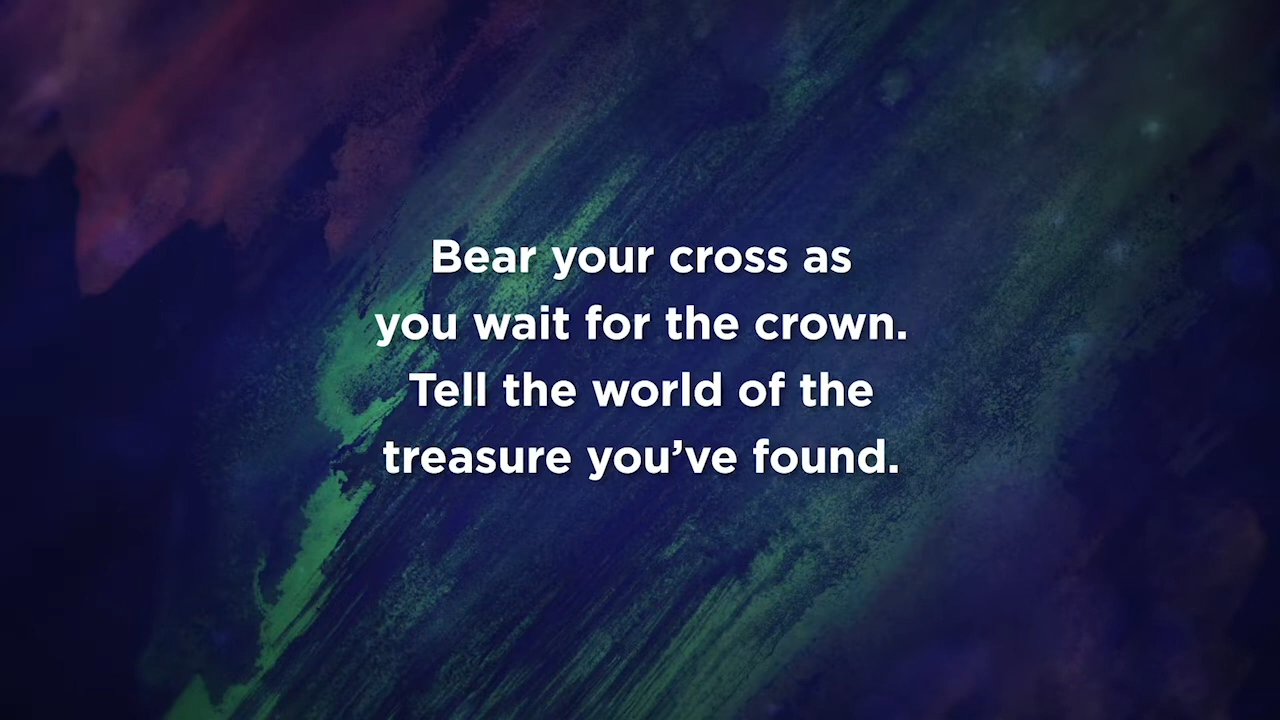 Bear your cross as
you wait for the crown.
Tell the world of the
treasure you’ve found.